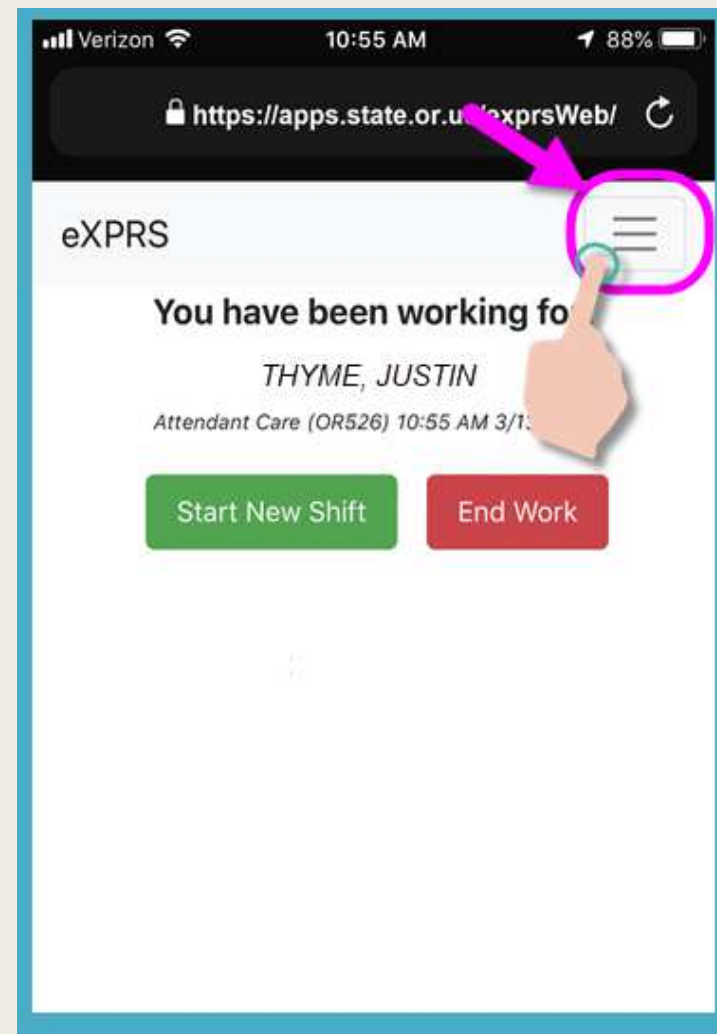 Verizon 10:55 AM 88%
https://apps.state.or.u /exprsWeb/
eXPRS
You have been working fo
THYME, JUSTIN
Attendant Care (OR526) 10:55 AM 3/1
Start New Shift End Work